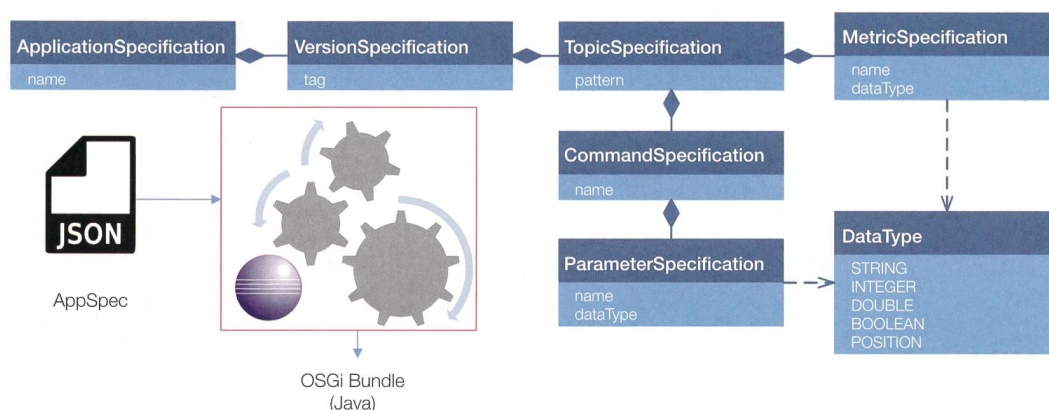 ApplicationSpecification
name
VersionSpecification
tag
TopicSpecification
pattern
MetricSpecification
name
dataType
CommandSpecification
name
ParameterSpecification
name
dataType
DataType
STRING
INTEGER
DOUBLE
BOOLEAN
POSITION
JSON
AppSpec
OSGi Bundle
(Java)